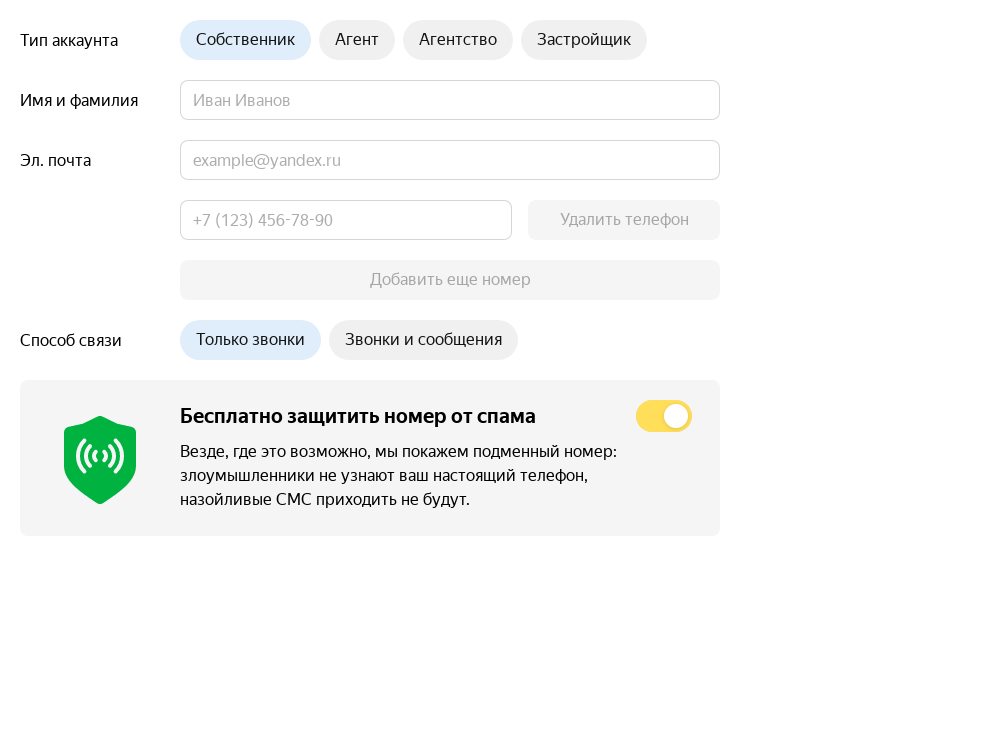 Тип аккаунта
Собственник Агент Агентство Застройщик
Имя и фамилия
Иван Иванов
Эл. почта
example@yandex.ru
+7 (123) 456-78-90
Удалить телефон
Добавить еще номер
Способ связи
Только звонки Звонки и сообщения
Бесплатно защитить номер от спама
Везде, где это возможно, мы покажем подменный номер:
злоумышленники не узнают ваш настоящий телефон,
назойливые СМС приходить не будут.